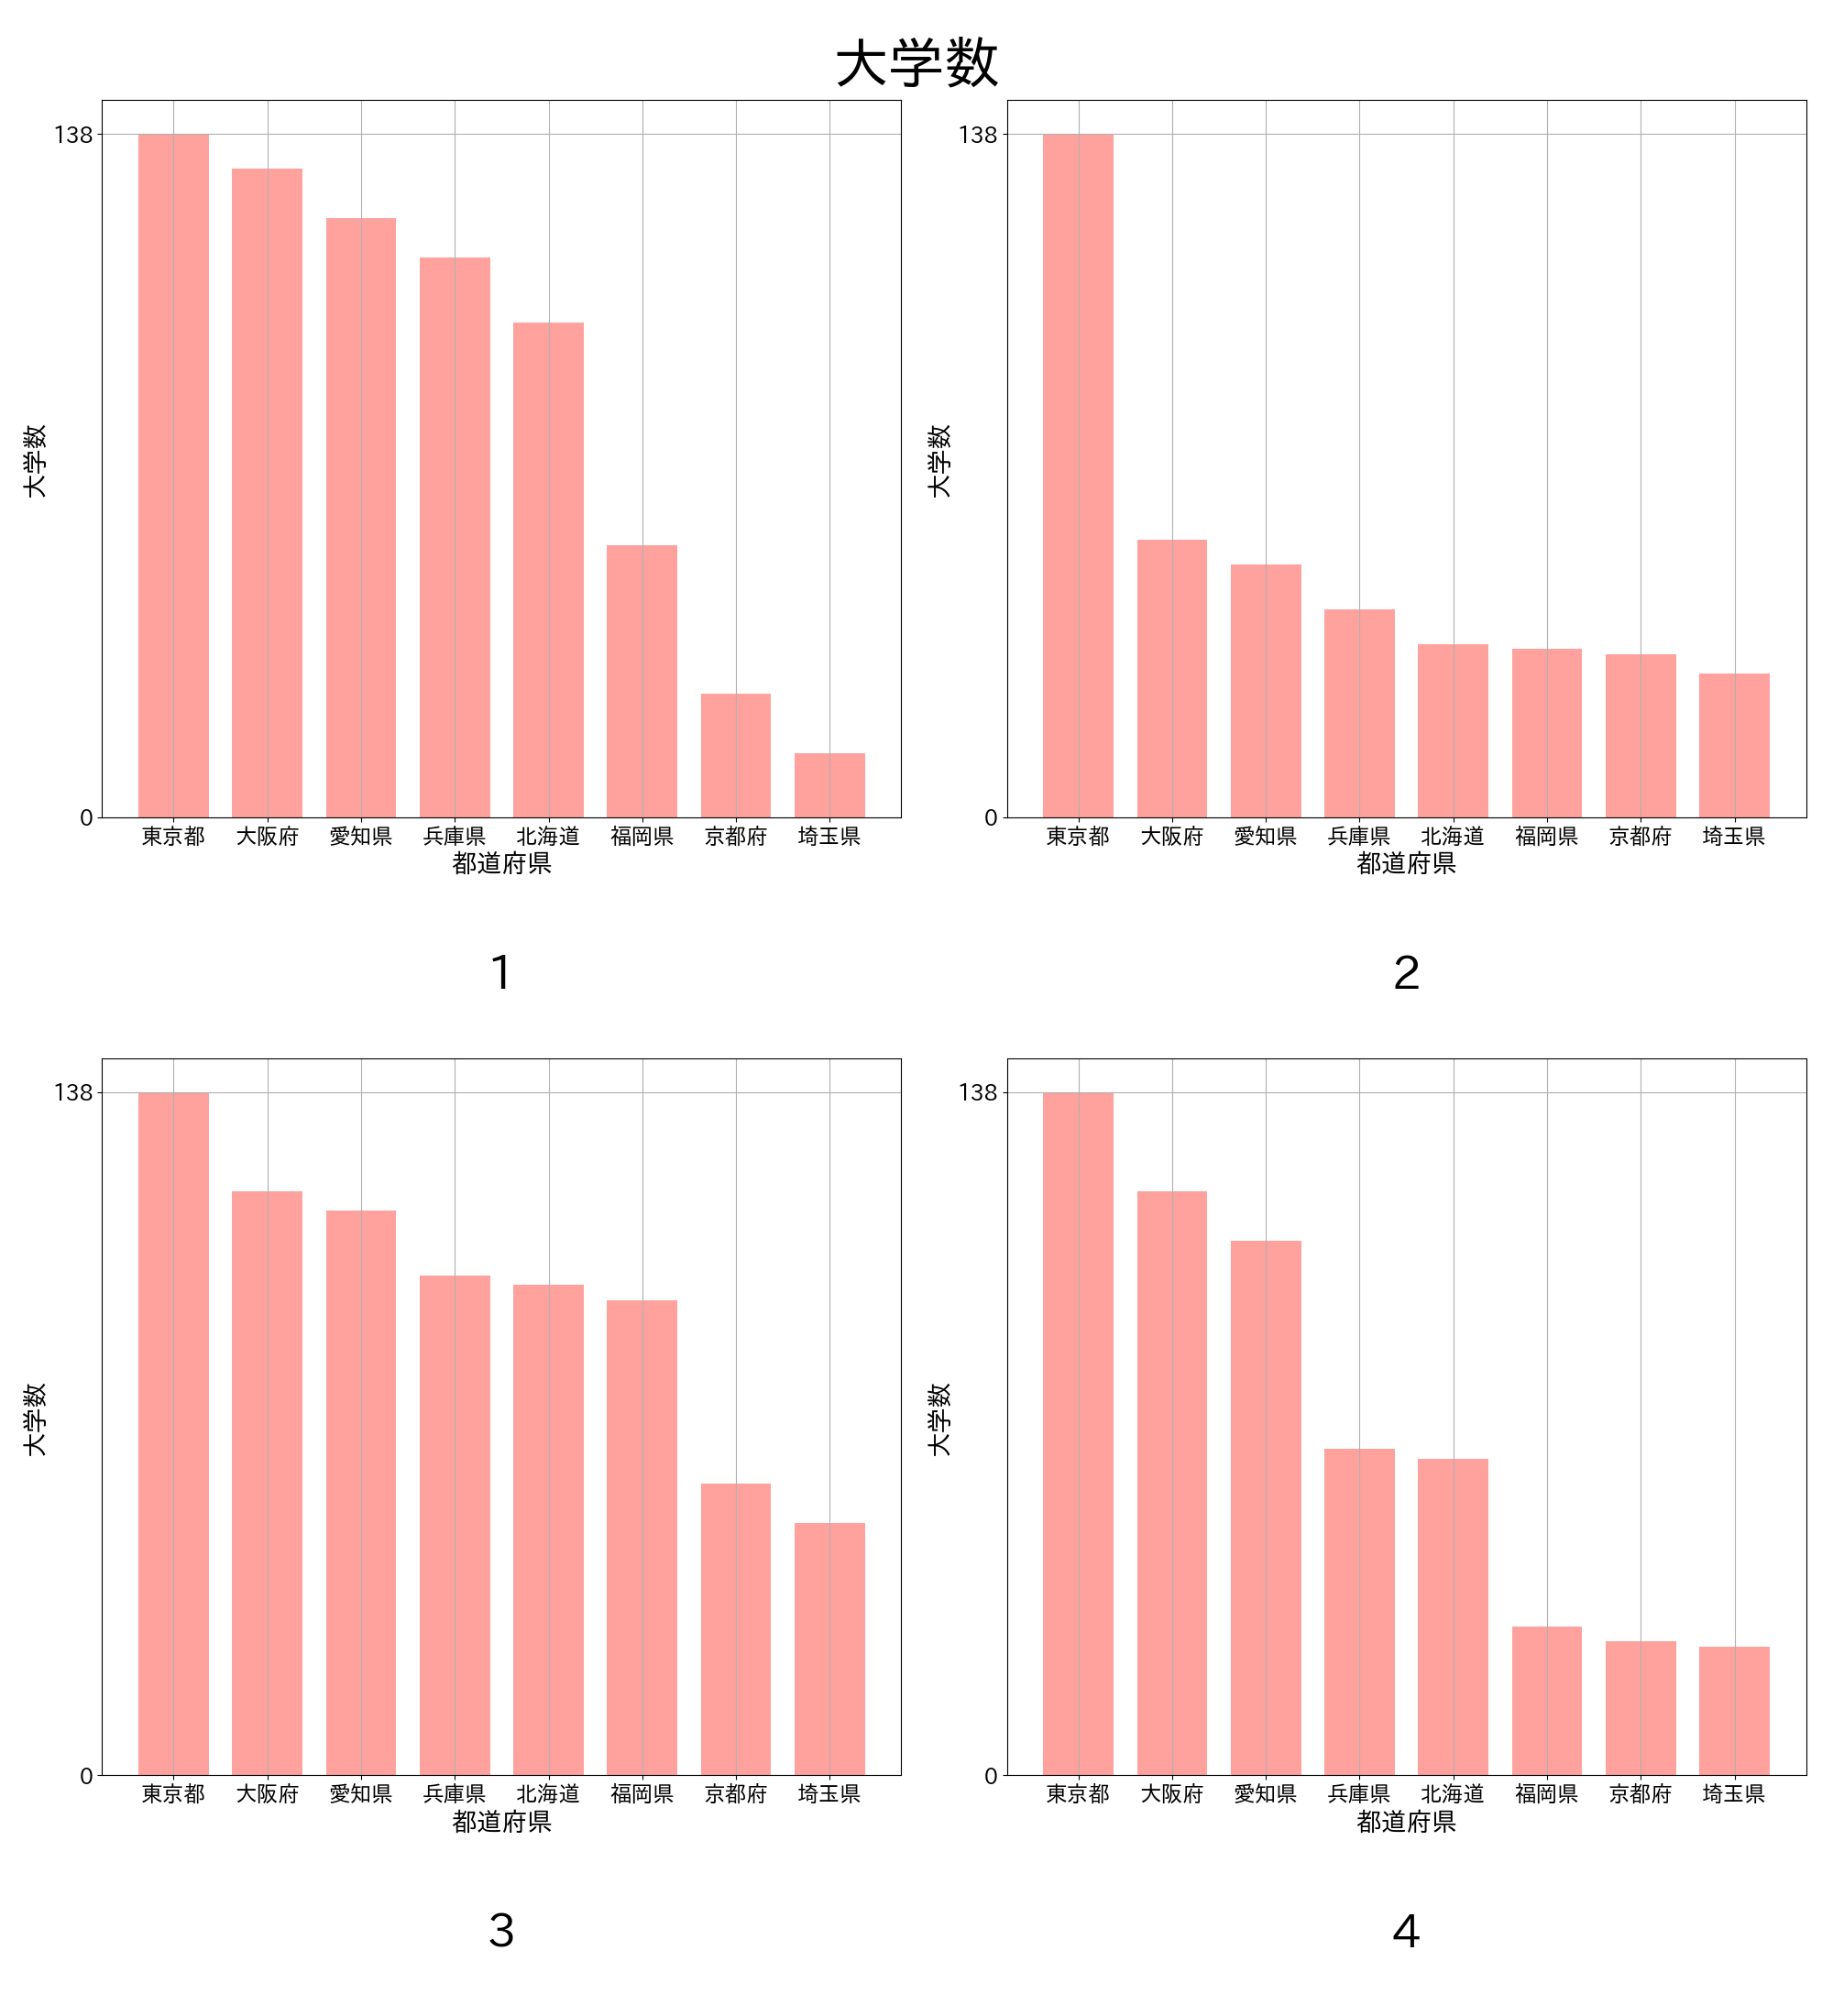 大学数
138
0
大学数
東京都 大阪府 愛知県 兵庫県 北海道 福岡県 京都府 埼玉県
都道府県
1
138
0
大学数
東京都 大阪府 愛知県 兵庫県 北海道 福岡県 京都府 埼玉県
都道府県
2
138
0
大学数
東京都 大阪府 愛知県 兵庫県 北海道 福岡県 京都府 埼玉県
都道府県
3
138
0
大学数
東京都 大阪府 愛知県 兵庫県 北海道 福岡県 京都府 埼玉県
都道府県
4